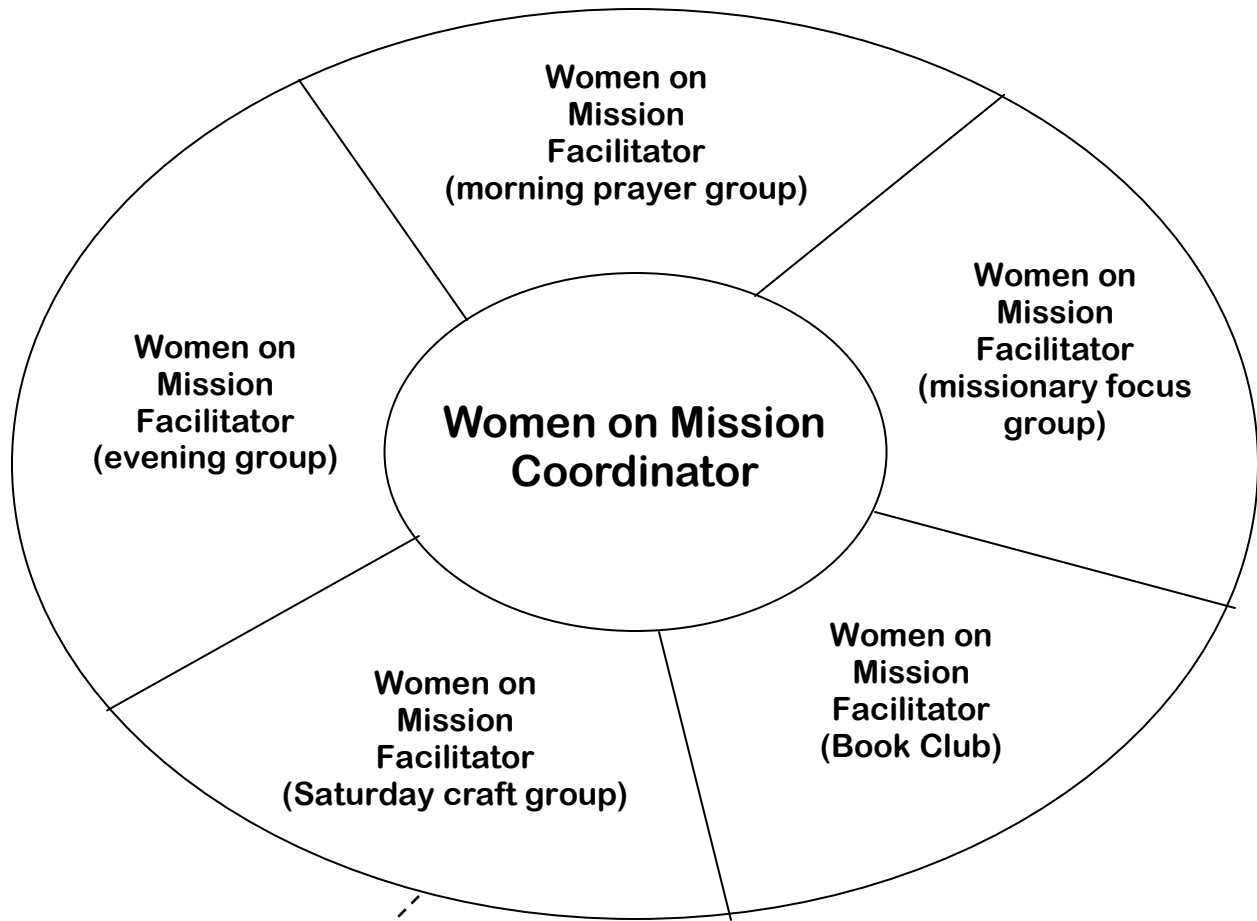 Women on
Mission
Facilitator
(morning prayer group)
Women on
Mission
Facilitator
(missionary focus
group)
Women on
Mission
Facilitator
(evening group)
Women on Mission
Coordinator
Women on
Mission
Facilitator
(Book Club)
Women on
Mission
Facilitator
(Saturday craft group)